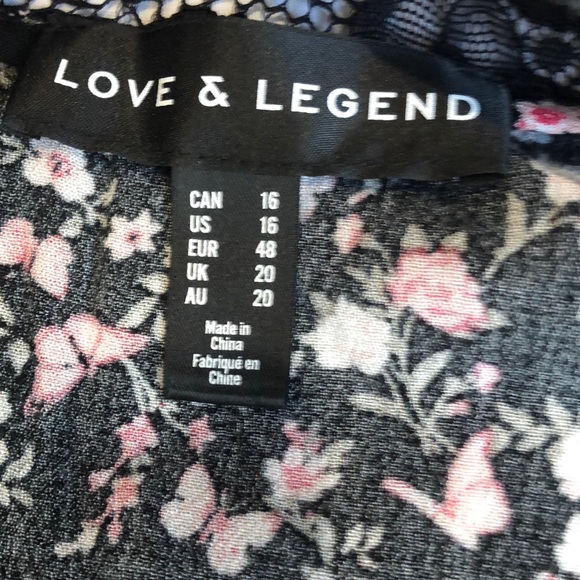 LOVE & LEGEND
CAN 16
US 16
EUR 48
UK 20
AU 20
Made in
China
Fabriqué en
Chine